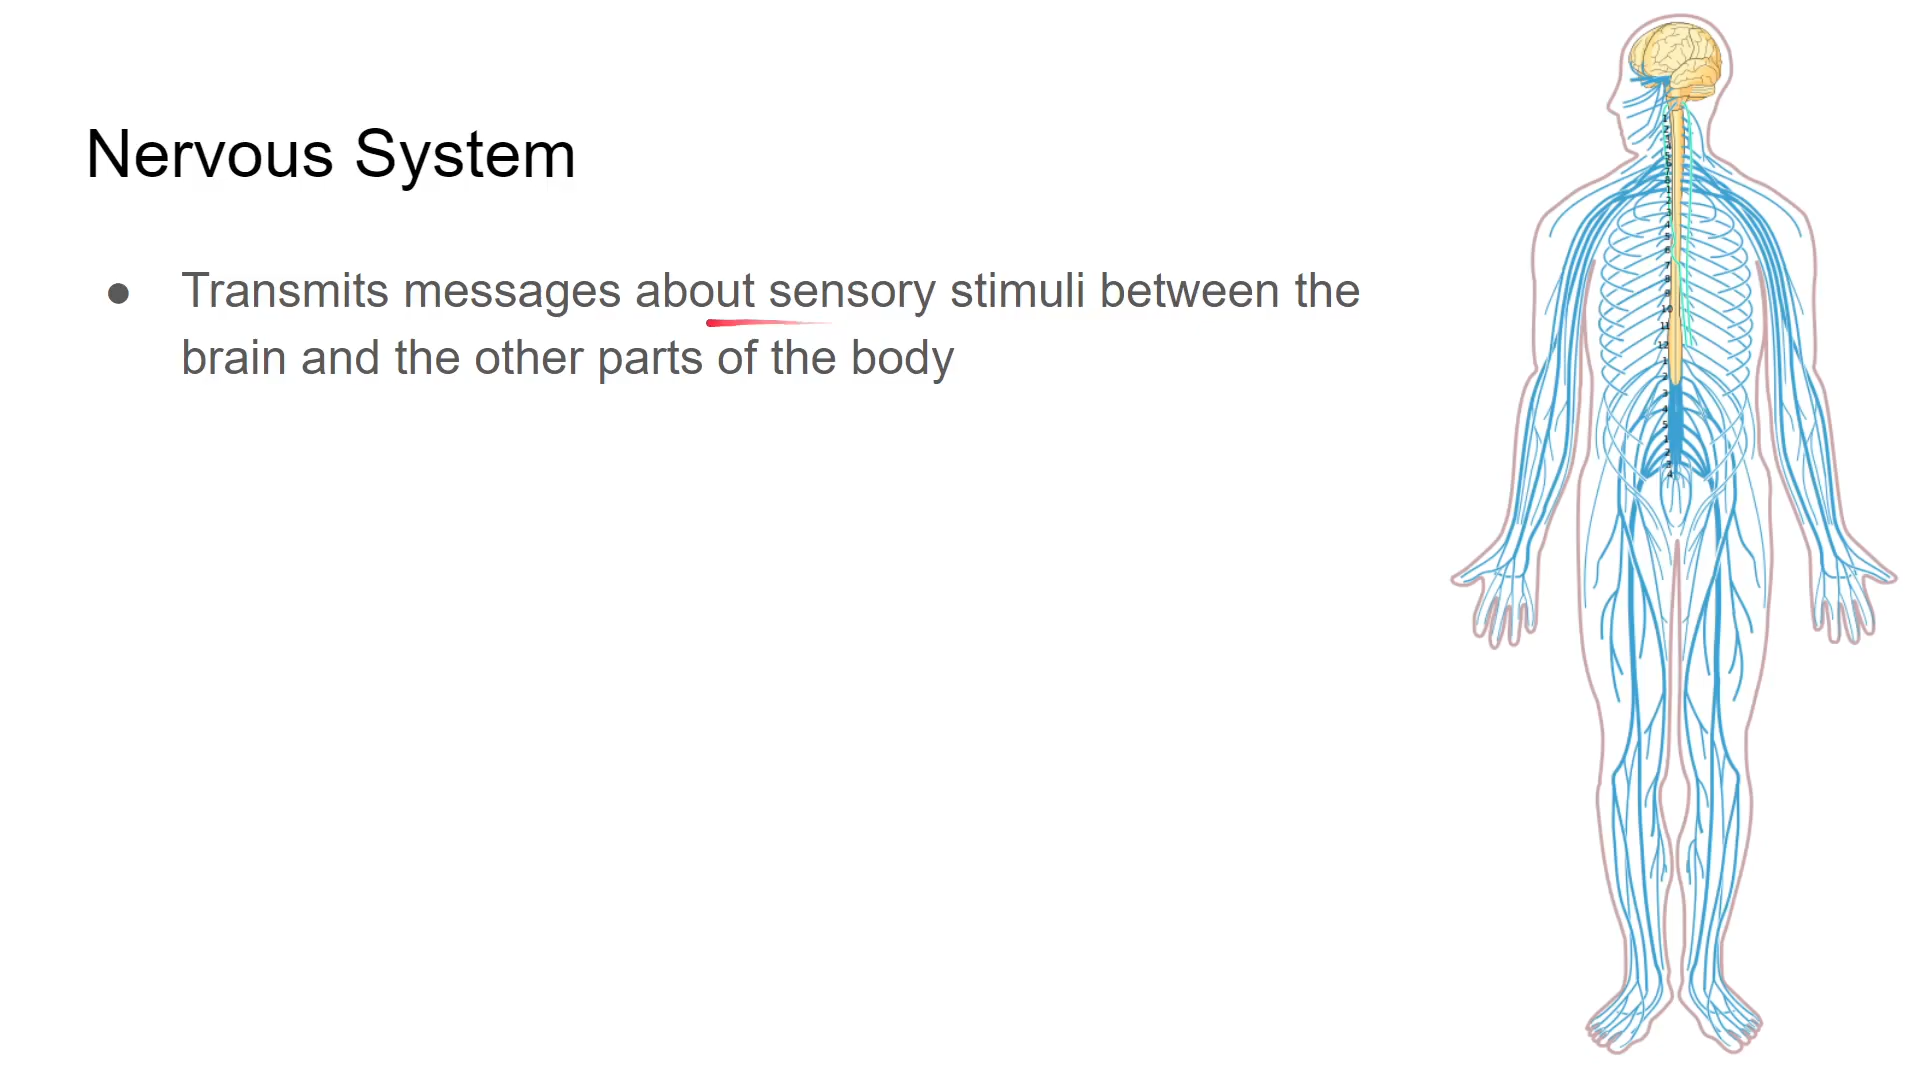 Nervous System
● Transmits messages about sensory stimuli between the
brain and the other parts of the body